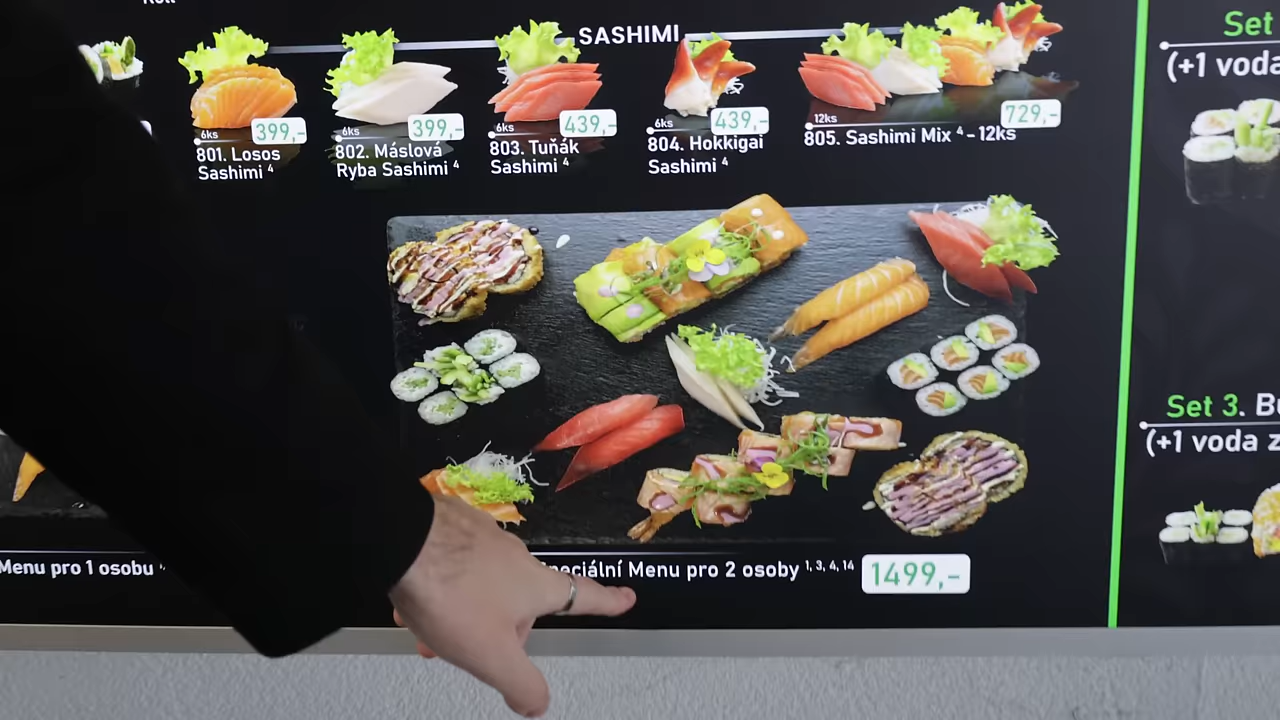 Roll
SASHIMI
6ks
399,-
801. Losos
Sashimi 4
6ks
399,-
802. Máslová
Ryba Sashimi 4
6ks
439,-
803. Tuňák
Sashimi 4
6ks
439,-
804. Hokkigai
Sashimi 4
12ks
729,-
805. Sashimi Mix 4 - 12ks
Menu pro 1 osobu
Menu pro 2 osoby 1, 3, 4, 14
1499,-
Set
(+1 voda
Set 3.
(+1 voda